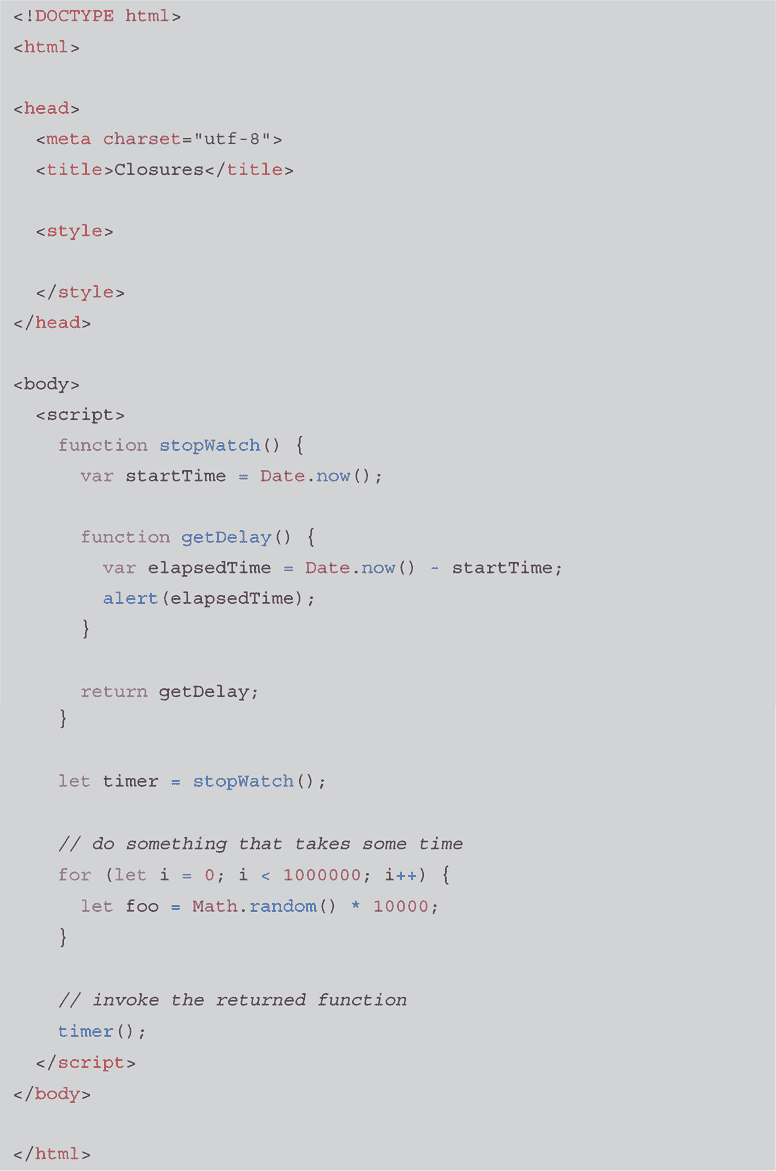 <!DOCTYPE html>
<html>
<head>
<meta charset="utf-8">
<title>Closures</title>
<style>
</style>
</head>
<body>
<script>
function stopWatch() {
var startTime = Date.now();
function getDelay() {
var elapsedTime = Date.now() - startTime;
alert(elapsedTime);
}
return getDelay;
}
let timer = stopWatch();
// do something that takes some time
for (let i = 0; i < 1000000; i++) {
let foo = Math.random() * 10000;
}
// invoke the returned function
timer();
</script>
</body>
</html>